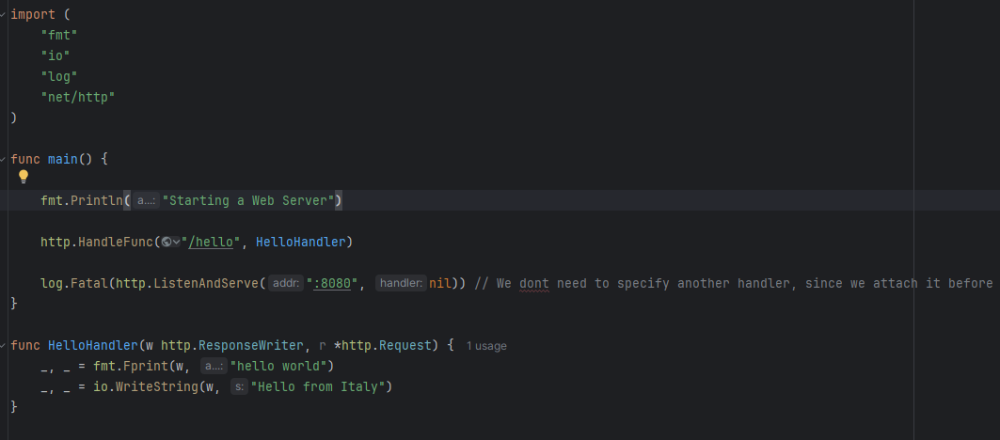 import (
"fmt"
"io"
"log"
"net/http"
)
func main() {
fmt.Println( a…: "Starting a Web Server")
http.HandleFunc("/hello", HelloHandler)
log.Fatal(http.ListenAndServe( addr: ":8080", handler: nil)) // We dont need to specify another handler, since we attach it before
}
func HelloHandler(w http.ResponseWriter, r *http.Request) { 1 usage
_, _ = fmt.Fprint(w, a…: "hello world")
_, _ = io.WriteString(w, s: "Hello from Italy")
}